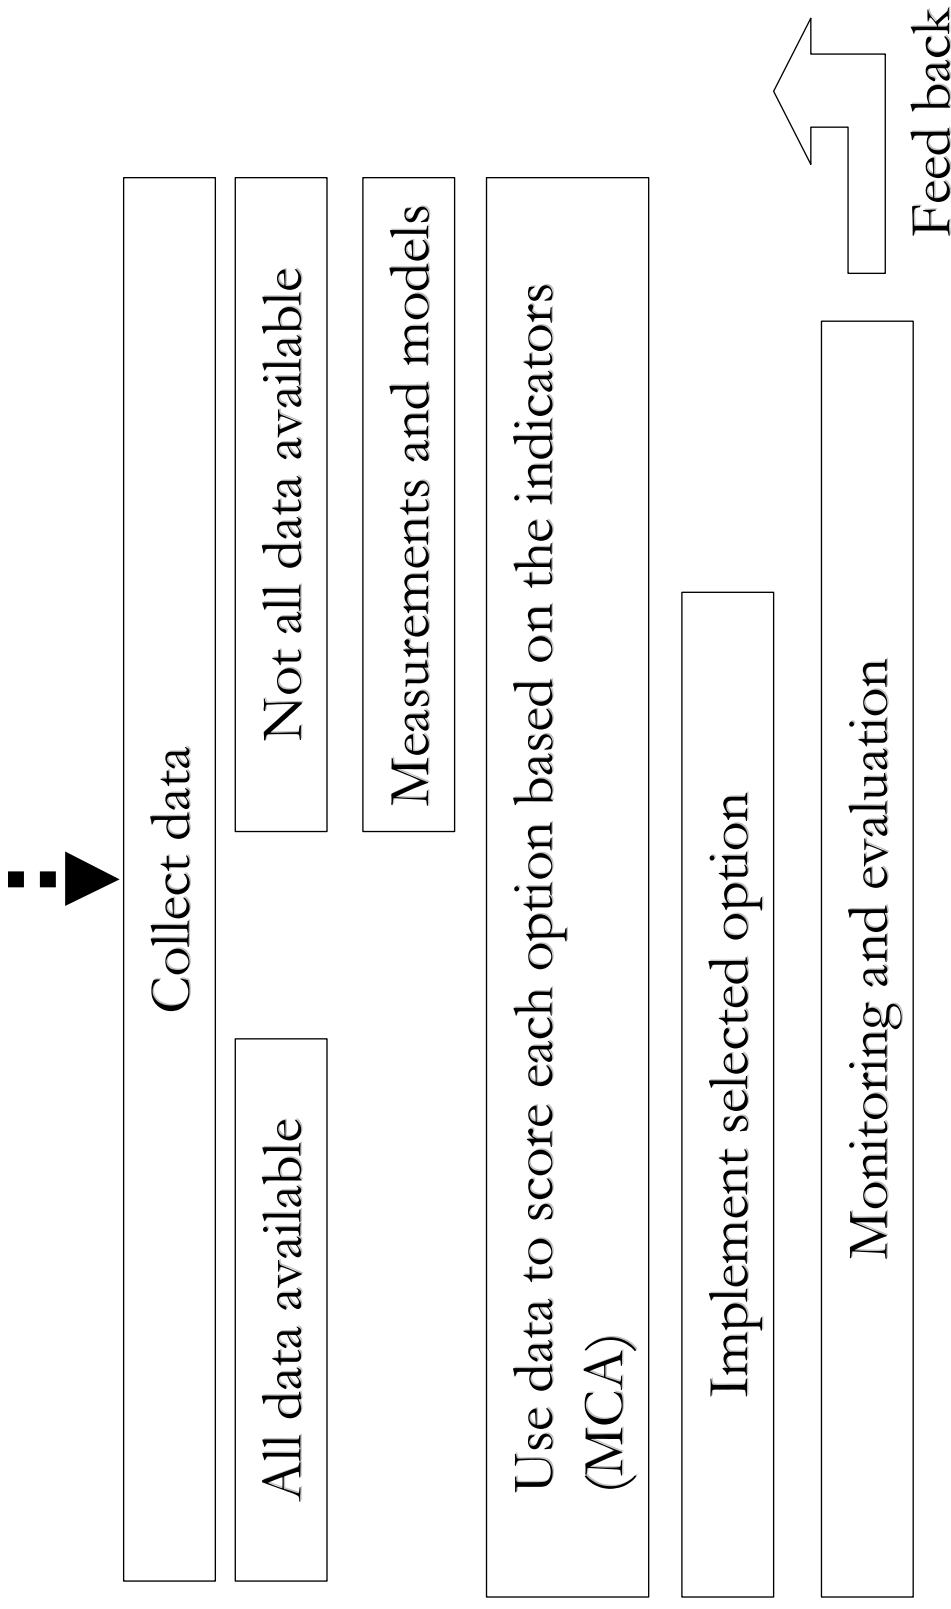 Collect data
All data available
Not all data available
Measurements and models
Use data to score each option based on the indicators
(MCA)
Implement selected option
Monitoring and evaluation
Feed back